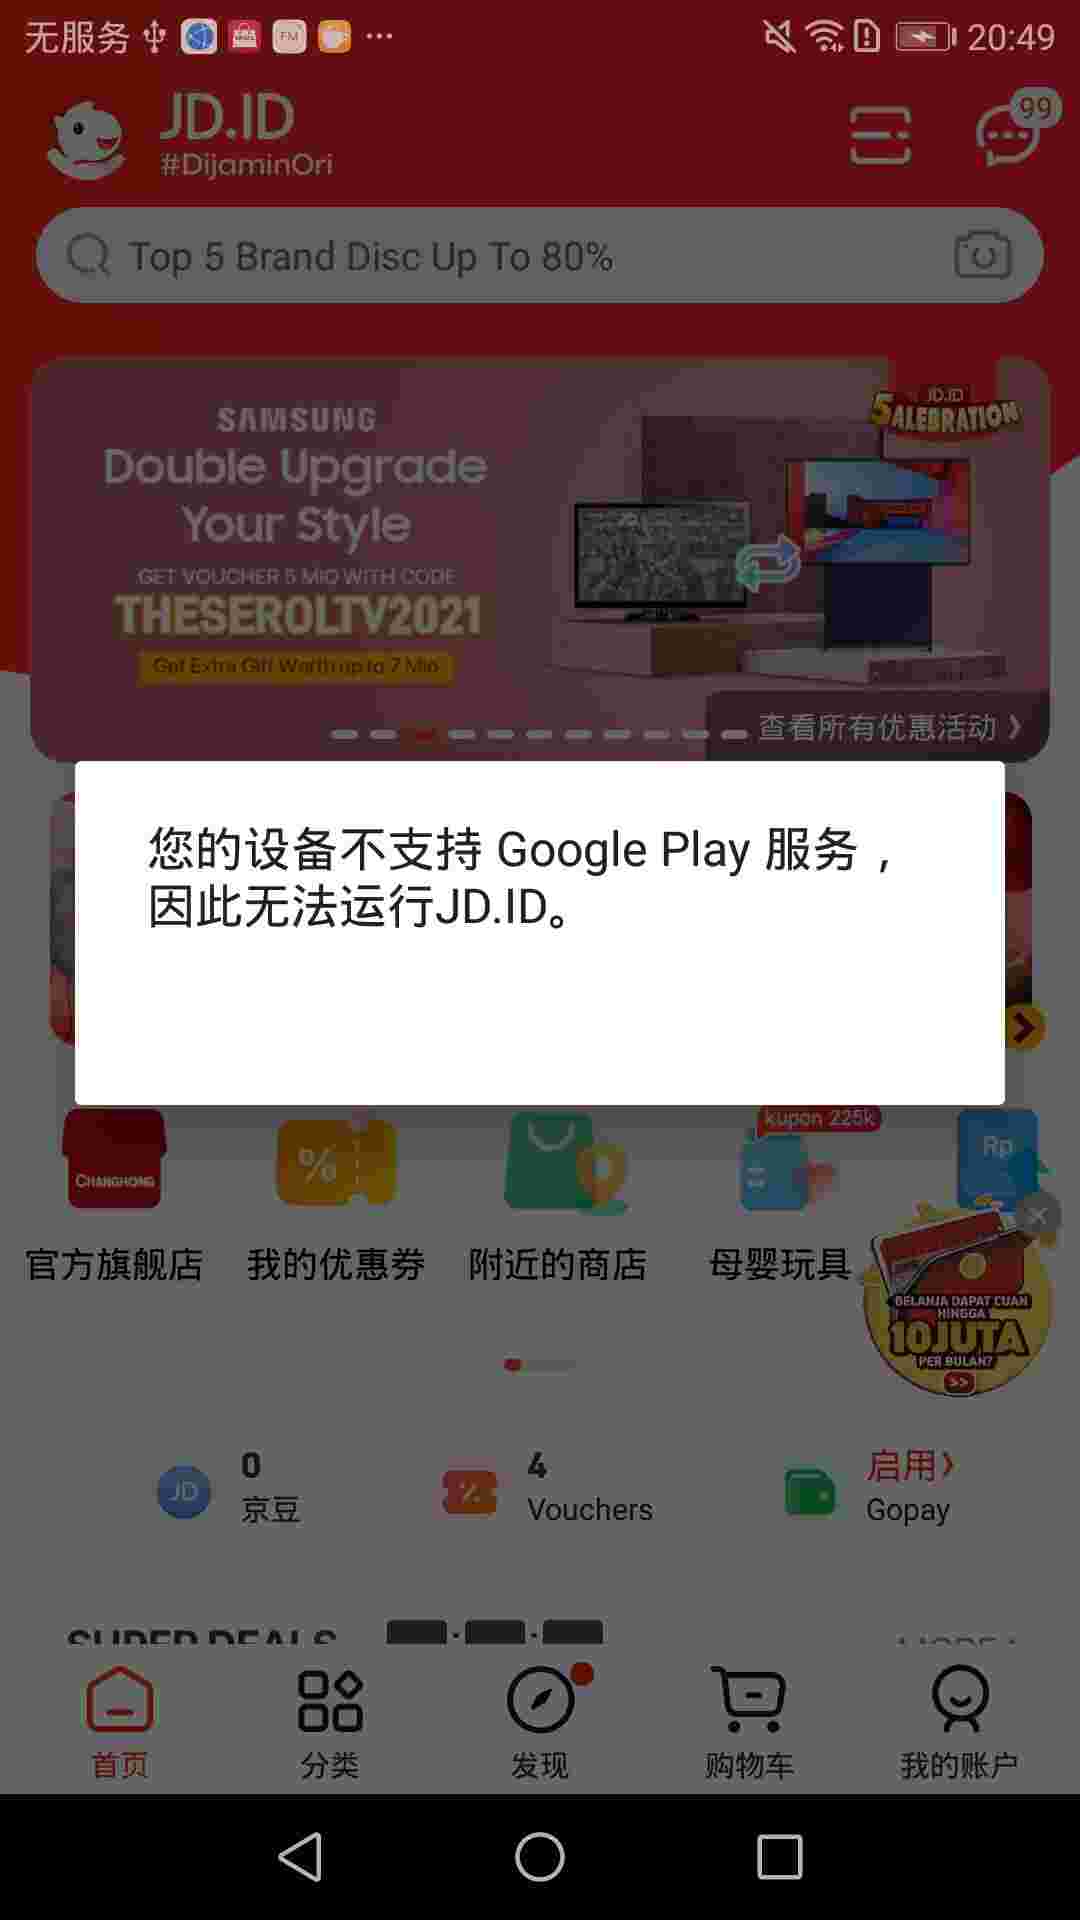 无服务
FM
20:49
JD.ID
#DijaminOri
99
Top 5 Brand Disc Up To 80%
JD.ID
5ALEBRATION
SAMSUNG
Double Upgrade
Your Style
GET VOUCHER 5 MIO WITH CODE
THESEROLTV2021
Get Extra Gift Worth up to 7 Mio
查看所有优惠活动
您的设备不支持 Google Play 服务，
因此无法运行JD.ID。
CHANGHONG
%
kupon 225k
Rp
官方旗舰店
我的优惠券
附近的商店
母婴玩具
BELANJA DAPAT CUAN
HINGGA
10JUTA
PER BULAN?
>>
JD
0
京豆
4
Vouchers
启用
Gopay
SUPER DEALS
首页
分类
发现
购物车
我的账户